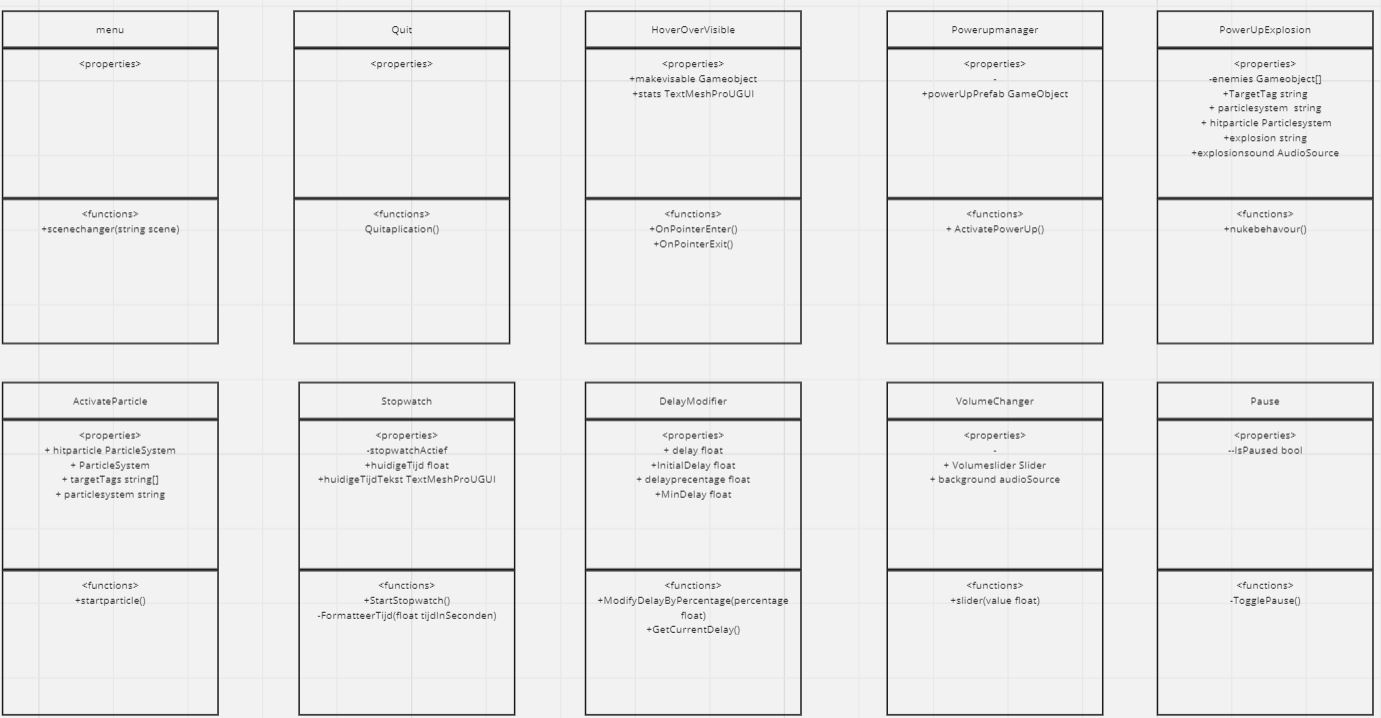 menu
<properties>
<functions>
+scenechanger(string scene)
Quit
<properties>
<functions>
Quitaplication()
HoverOverVisible
<properties>
+makevisable Gameobject
+stats TextMeshProUGUI
<functions>
+OnPointerEnter()
+OnPointerExit()
Powerupmanager
<properties>
-
+powerUpPrefab GameObject
<functions>
+ ActivatePowerUp()
PowerUpExplosion
<properties>
-enemies Gameobject[]
+TargetTag string
+ particlesystem  string
+ hitparticle Particlesystem
+explosion string
+explosionsound AudioSource
<functions>
+nukebehavour()
ActivateParticle
<properties>
+ hitparticle ParticleSystem
+ ParticleSystem
+ targetTags string[]
+ particlesystem string
<functions>
+startparticle()
Stopwatch
<properties>
-stopwatchActief
+huidigeTijd float
+huidigeTijdTekst TextMeshProUGUI
<functions>
+StartStopwatch()
-FormatteerTijd(float tijdInSeconden)
DelayModifier
<properties>
+ delay float
+InitialDelay float
+ delayprecentage float
+MinDelay float
<functions>
+ModifyDelayByPercentage(percentage
float)
+GetCurrentDelay()
VolumeChanger
<properties>
-
+ Volumeslider Slider
+ background audioSource
<functions>
+slider(value float)
Pause
<properties>
--IsPaused bool
<functions>
-TogglePause()